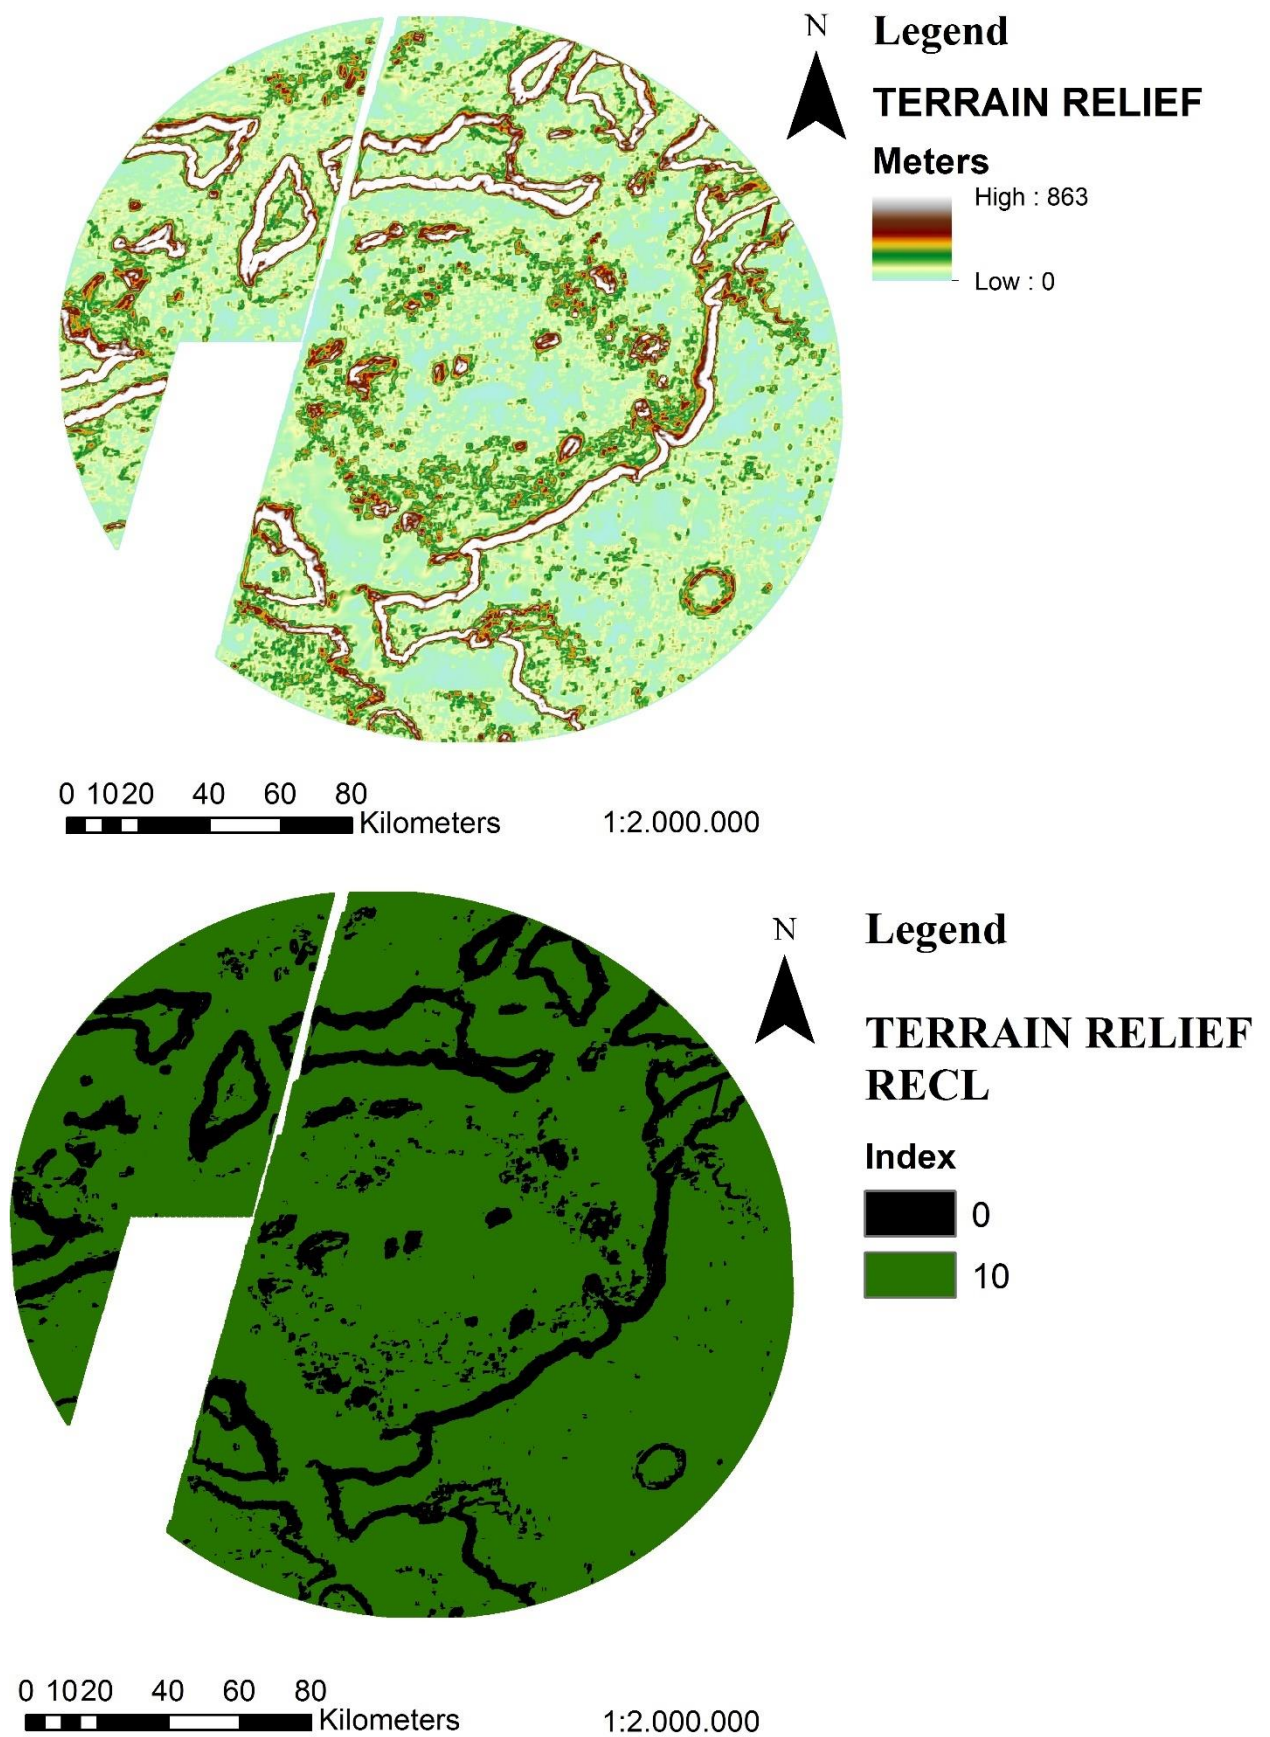 N
Legend
TERRAIN RELIEF
Meters
High : 863
Low : 0
0 10 20 40 60 80
Kilometers
1:2.000.000
N
Legend
TERRAIN RELIEF
RECL
Index
0
10
0 10 20 40 60 80
Kilometers
1:2.000.000